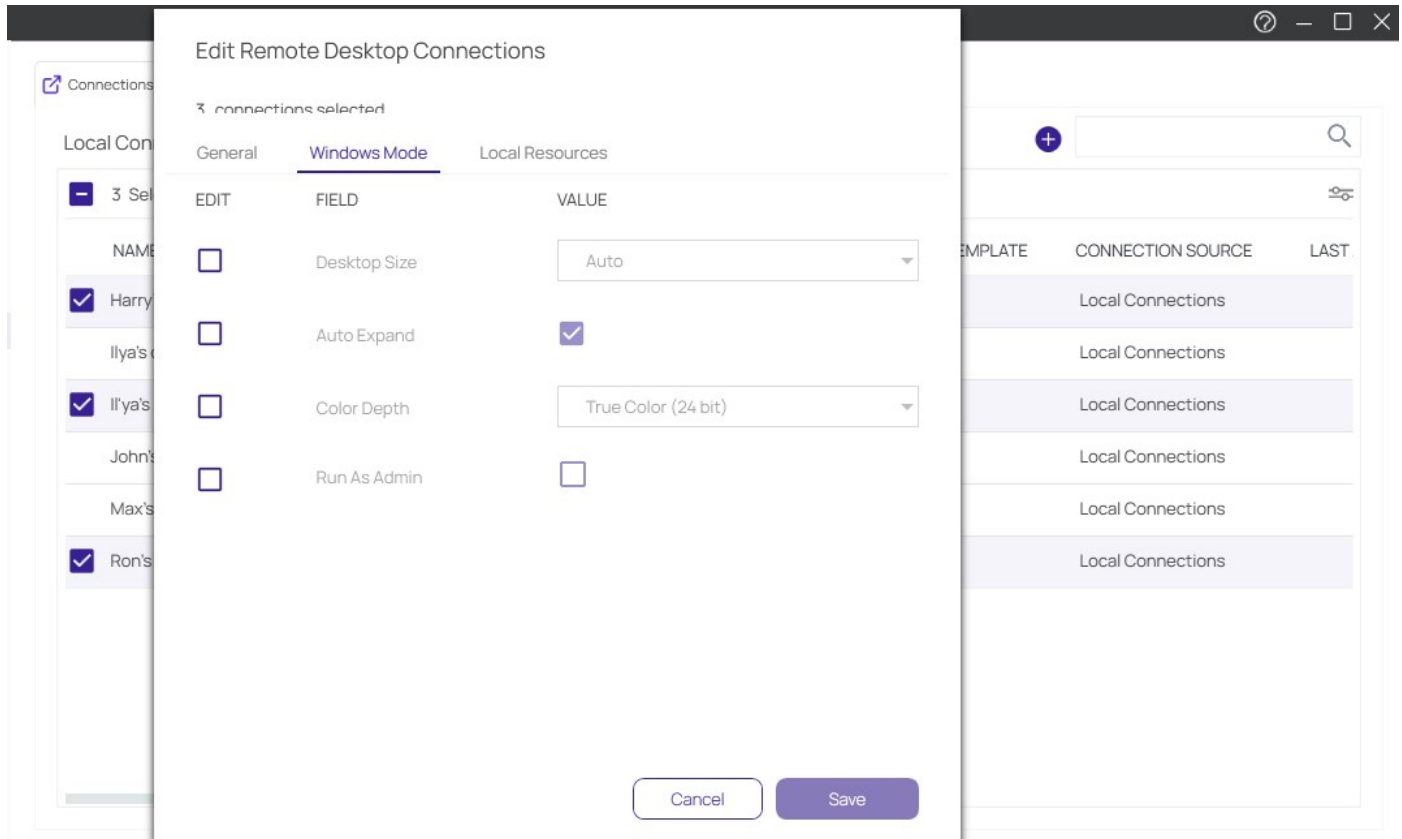 Edit Remote Desktop Connections
Connections
3 connections selected
Local Con
General Windows Mode Local Resources
3 Sel
EDIT FIELD VALUE
NAME
EMPLATE CONNECTION SOURCE LAST
Desktop Size Auto
Harry
Local Connections
Auto Expand
Ilya's
Local Connections
Color Depth True Color (24 bit)
Il'ya's
Local Connections
John's
Local Connections
Run As Admin
Max's
Local Connections
Ron's
Local Connections
Cancel Save